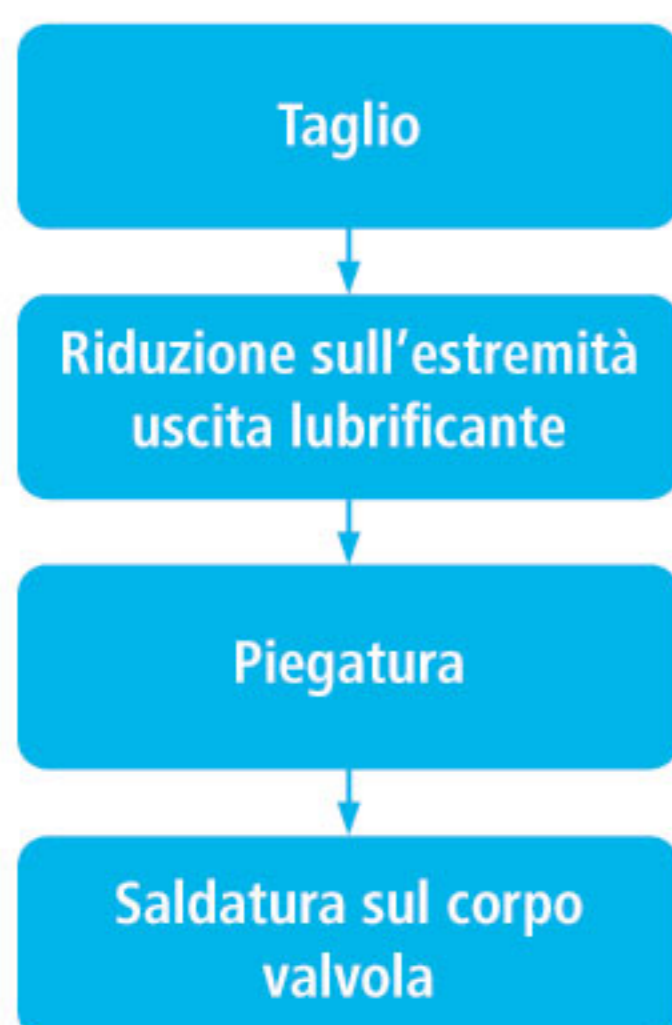 Taglio
Riduzione sull’estremità
uscita lubrificante
Piegatura
Saldatura sul corpo
valvola